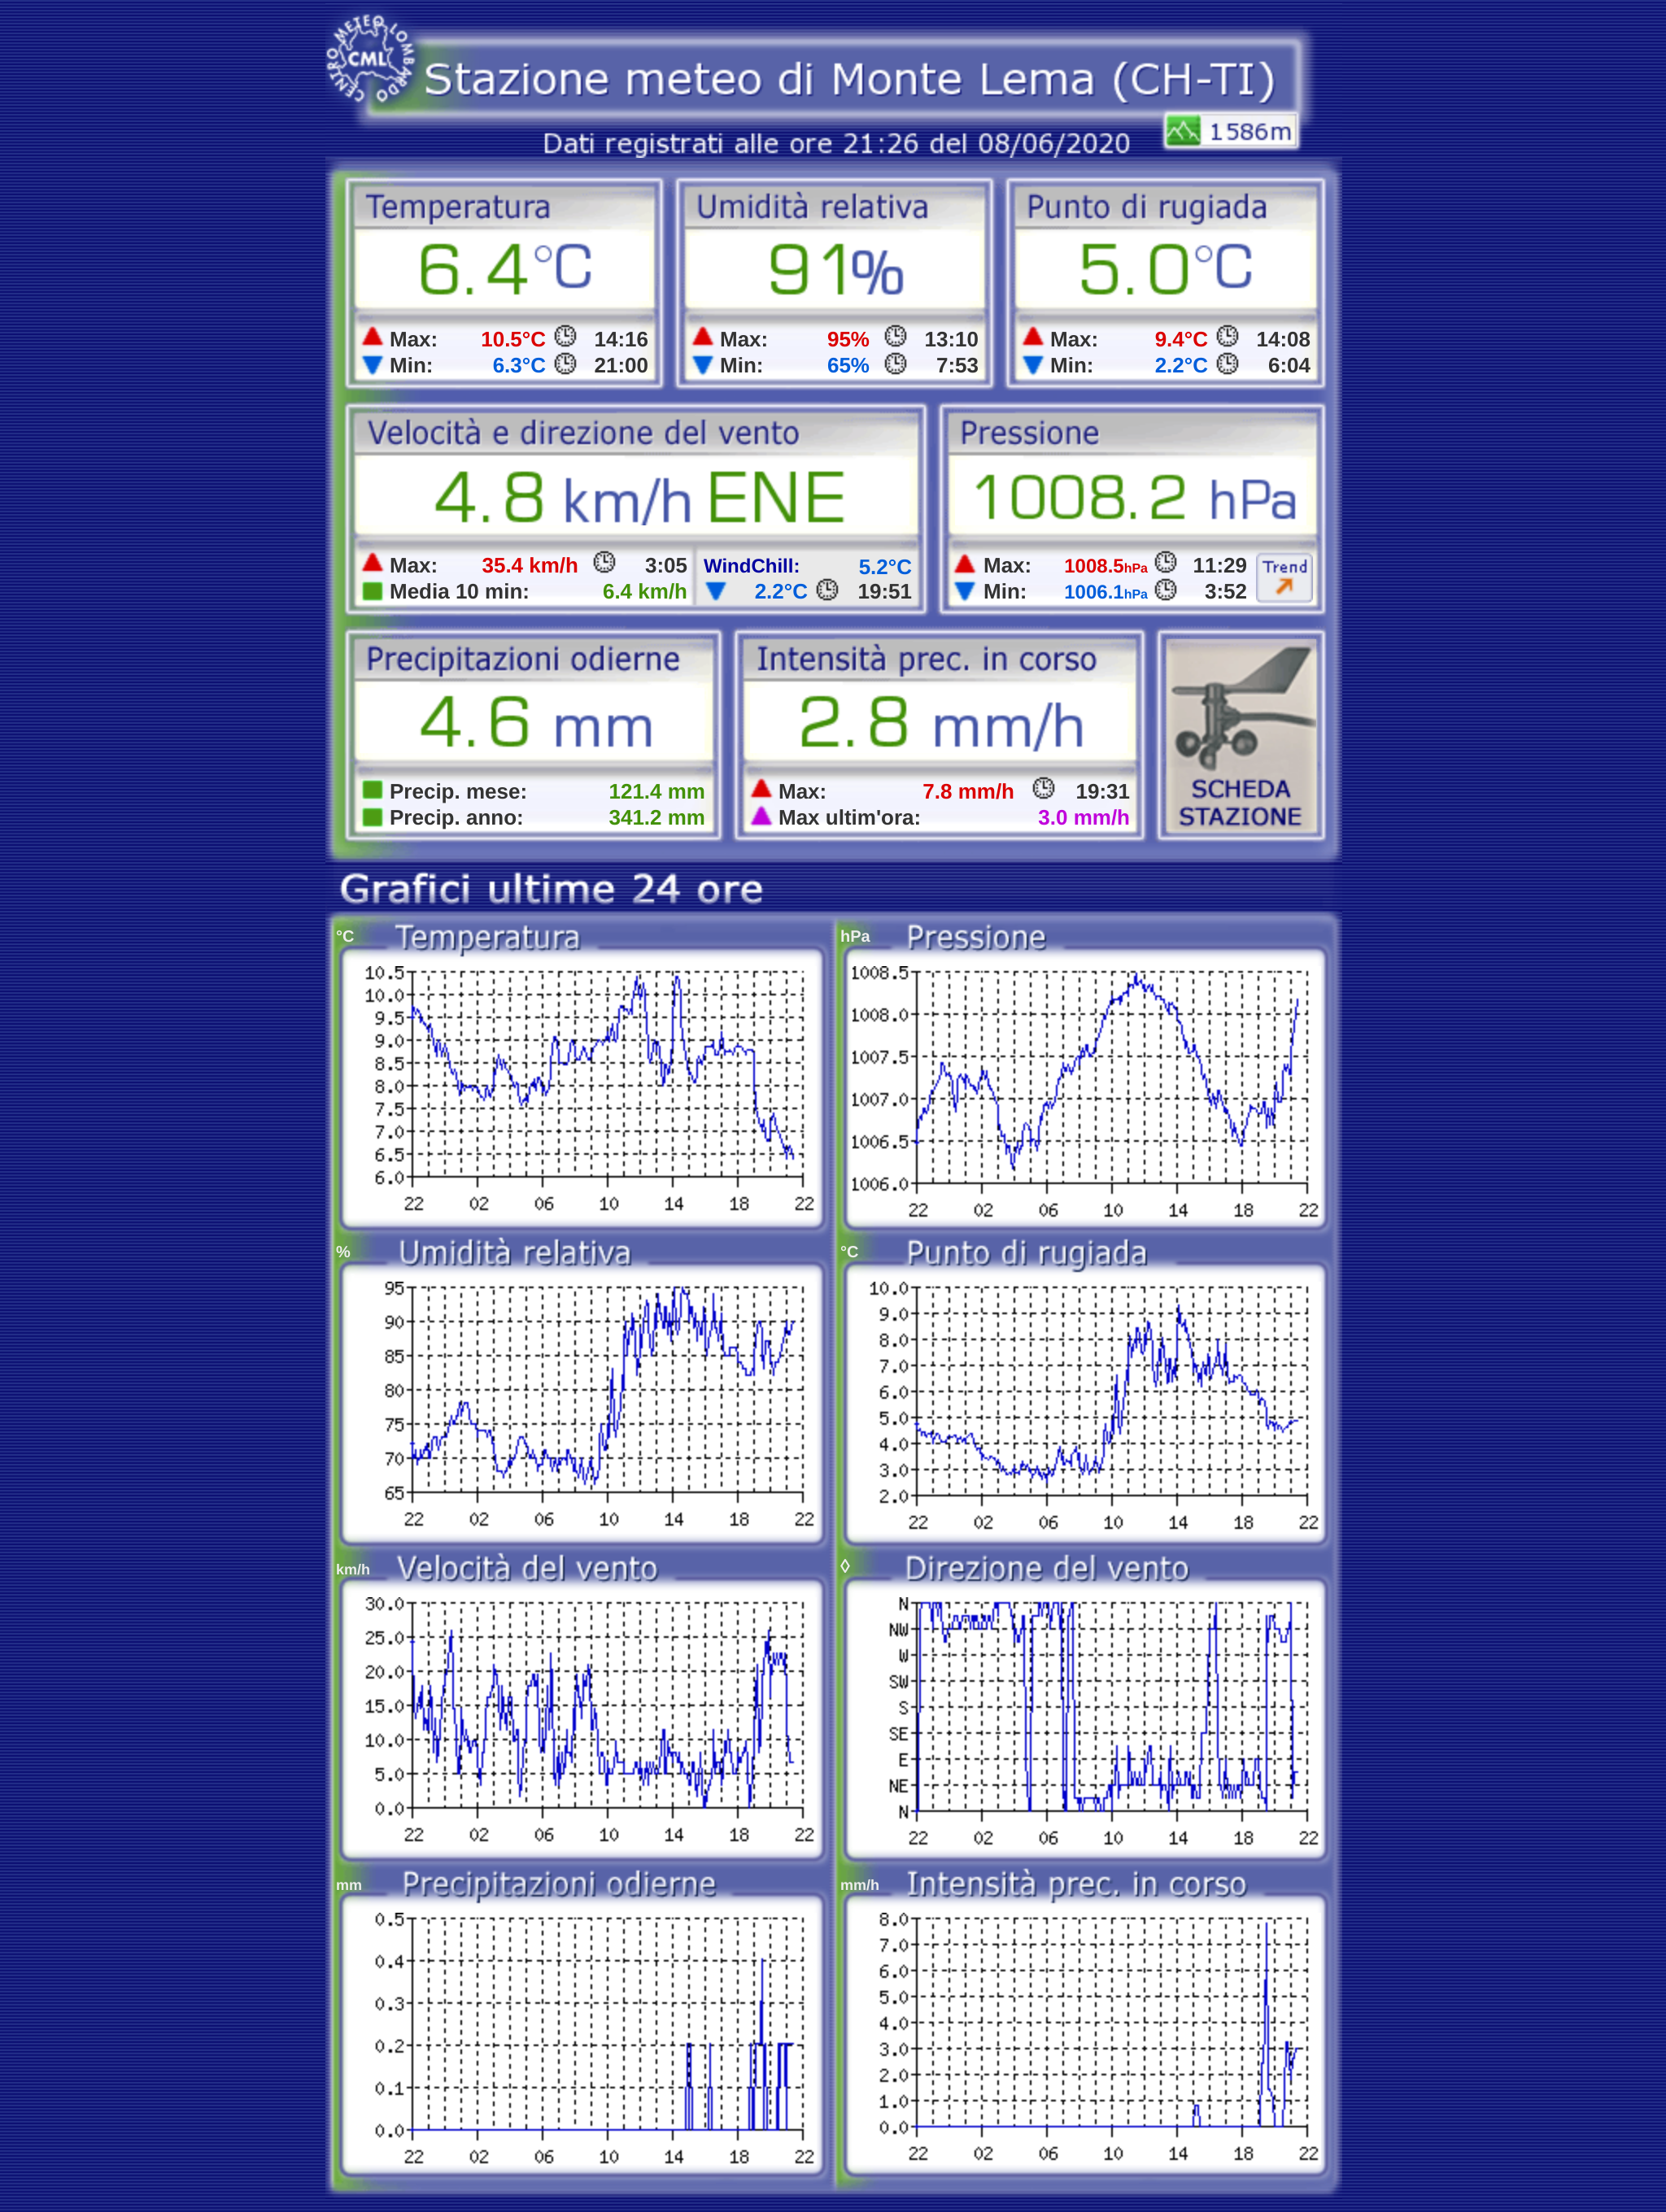 CENTRO METEO LOMBARDO
CML
Stazione meteo di Monte Lema (CH-TI)
Dati registrati alle ore 21:26 del 08/06/2020
1586m
Temperatura Umidità relativa Punto di rugiada
6.4°C 91% 5.0°C
Max: 10.5°C 14:16 Max: 95% 13:10 Max: 9.4°C 14:08
Min: 6.3°C 21:00 Min: 65% 7:53 Min: 2.2°C 6:04
Velocità e direzione del vento Pressione
4.8 km/h ENE 1008.2 hPa
Max: 35.4 km/h 3:05 WindChill: 5.2°C Max: 1008.5hPa 11:29 Trend
Media 10 min: 6.4 km/h 2.2°C 19:51 Min: 1006.1hPa 3:52
Precipitazioni odierne Intensità prec. in corso
4.6 mm 2.8 mm/h
Precip. mese: 121.4 mm Max: 7.8 mm/h 19:31
Precip. anno: 341.2 mm Max ultim'ora: 3.0 mm/h
SCHEDA
STAZIONE
Grafici ultime 24 ore
°C Temperatura
10.5
10.0
9.5
9.0
8.5
8.0
7.5
7.0
6.5
6.0
22 02 06 10 14 18 22
hPa Pressione
1008.5
1008.0
1007.5
1007.0
1006.5
1006.0
22 02 06 10 14 18 22
% Umidità relativa
95
90
85
80
75
70
65
22 02 06 10 14 18 22
°C Punto di rugiada
10.0
9.0
8.0
7.0
6.0
5.0
4.0
3.0
2.0
22 02 06 10 14 18 22
km/h Velocità del vento
30.0
25.0
20.0
15.0
10.0
5.0
0.0
22 02 06 10 14 18 22
◊ Direzione del vento
N
NW
W
SW
S
SE
E
NE
N
22 02 06 10 14 18 22
mm Precipitazioni odierne
0.5
0.4
0.3
0.2
0.1
0.0
22 02 06 10 14 18 22
mm/h Intensità prec. in corso
8.0
7.0
6.0
5.0
4.0
3.0
2.0
1.0
0.0
22 02 06 10 14 18 22